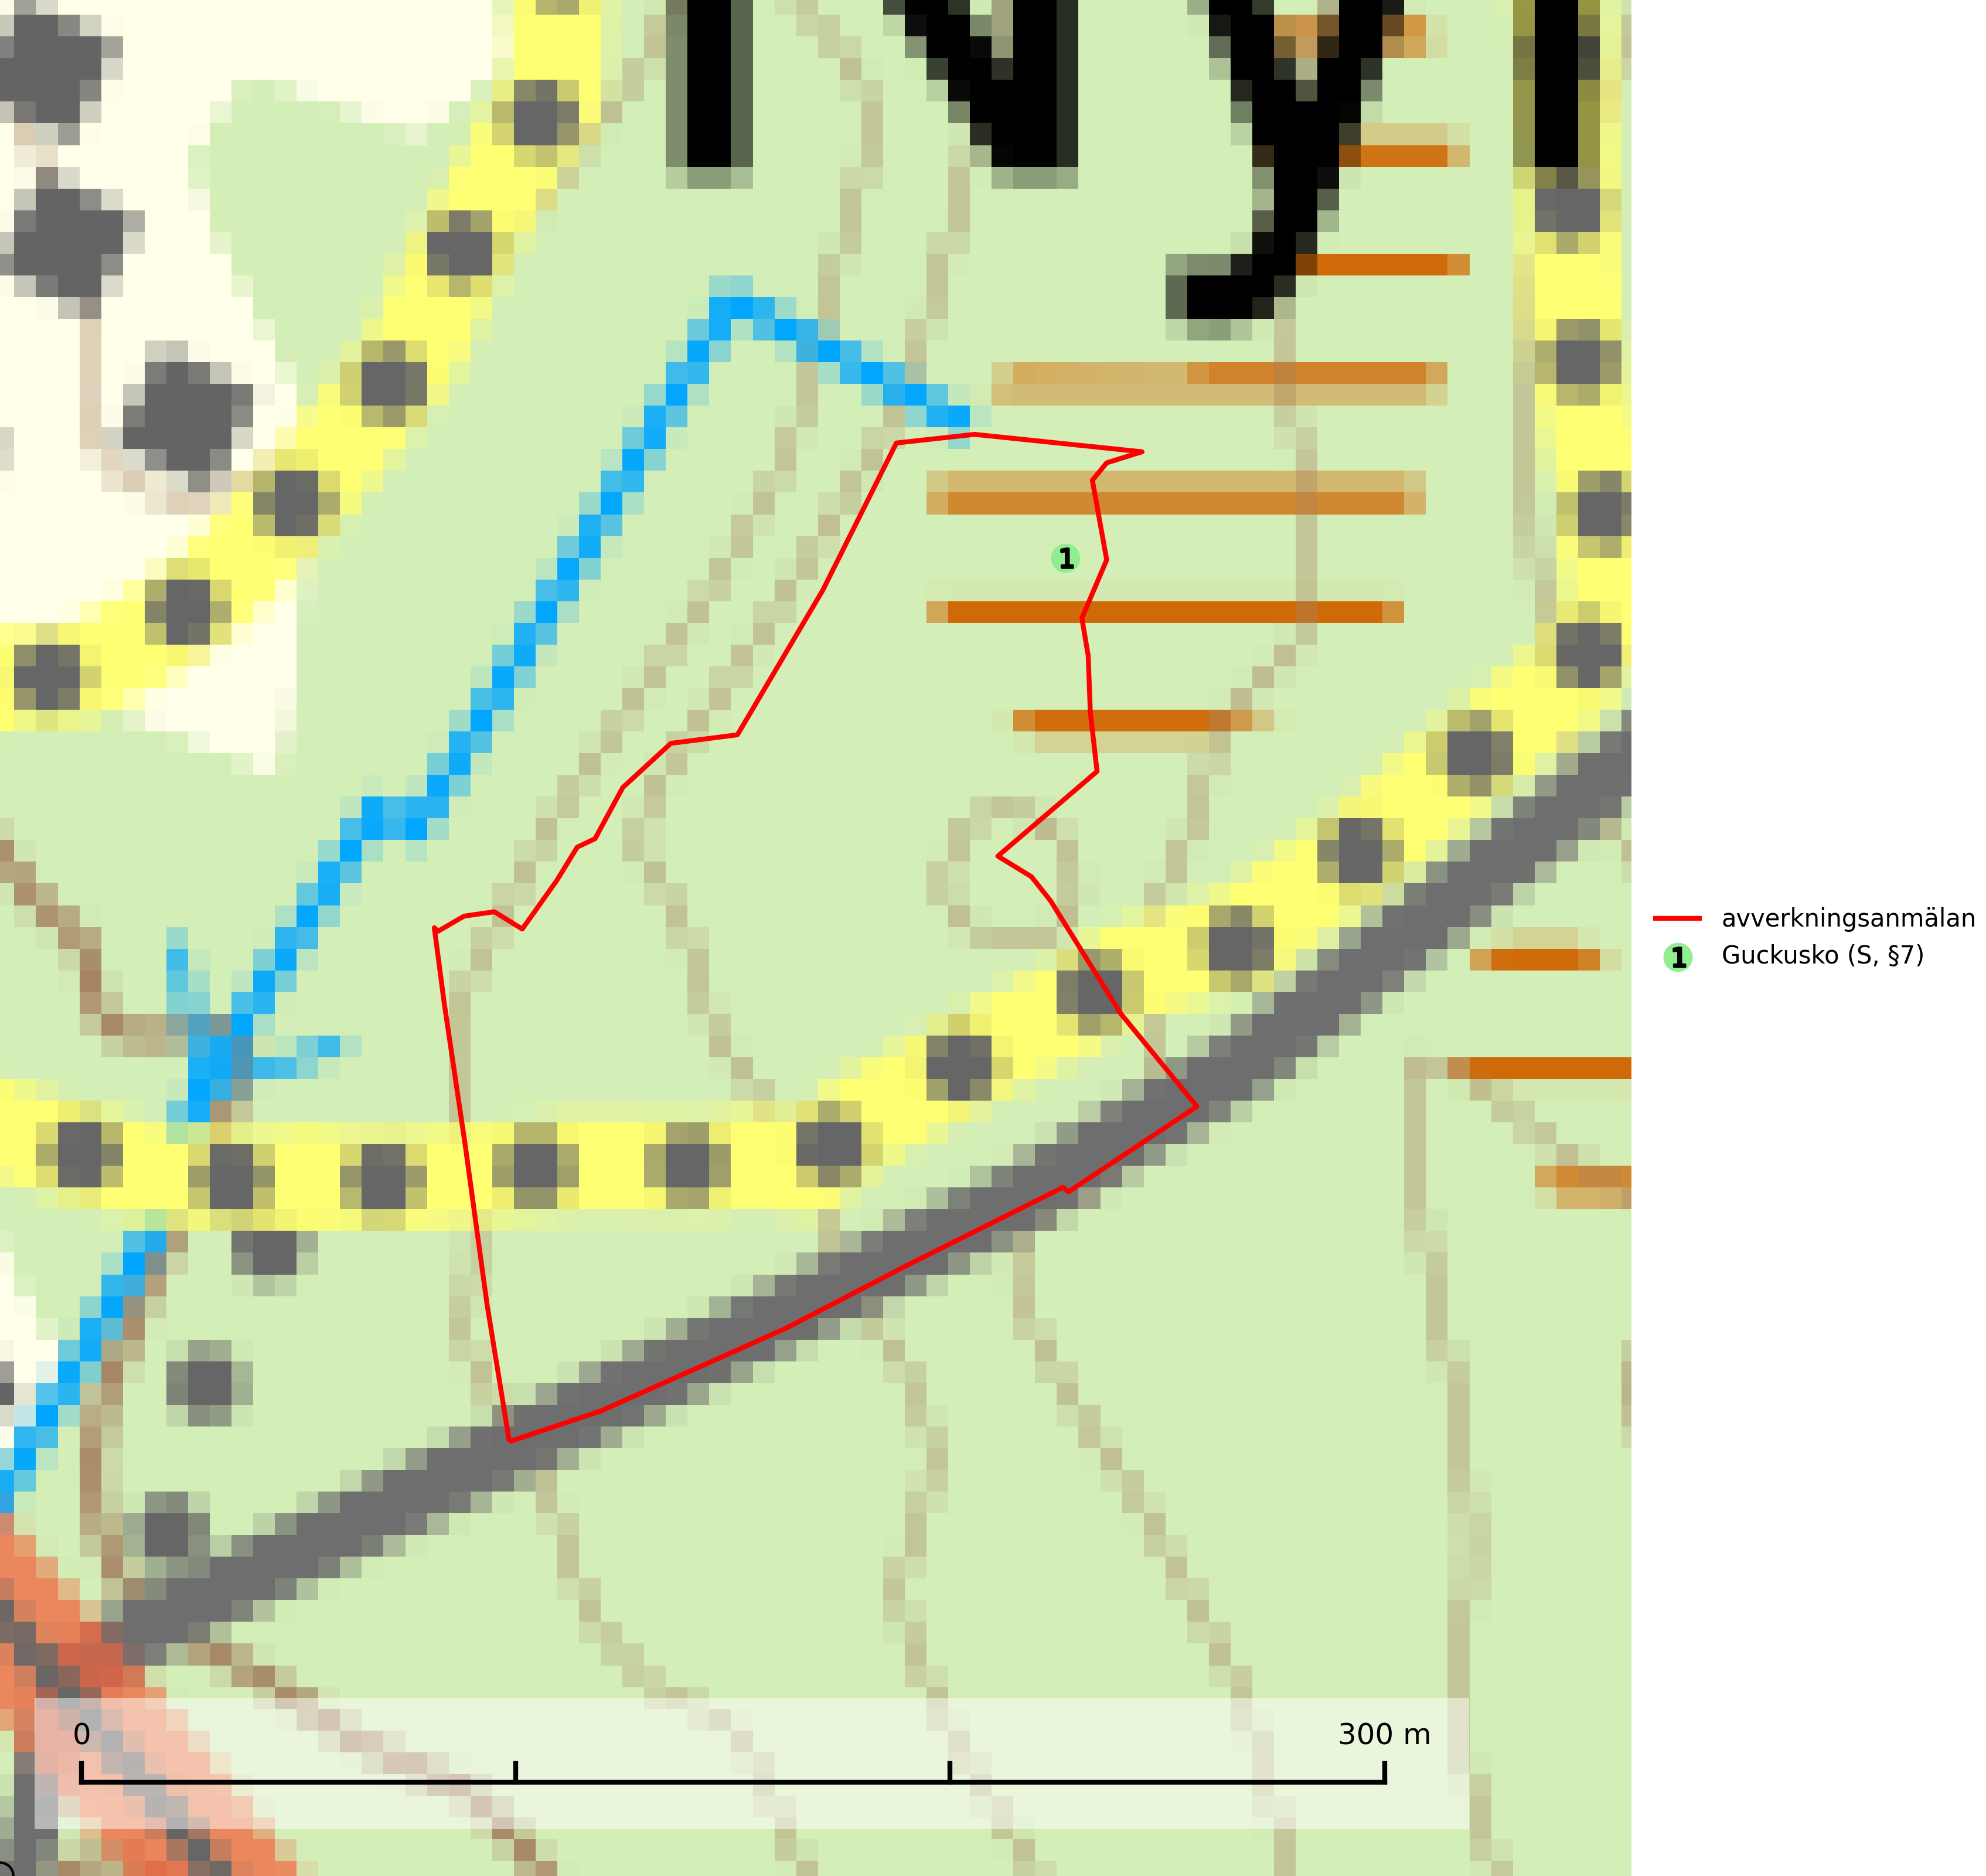 1
avverkningsanmälan
1 Guckusko (S, §7)
0 300 m